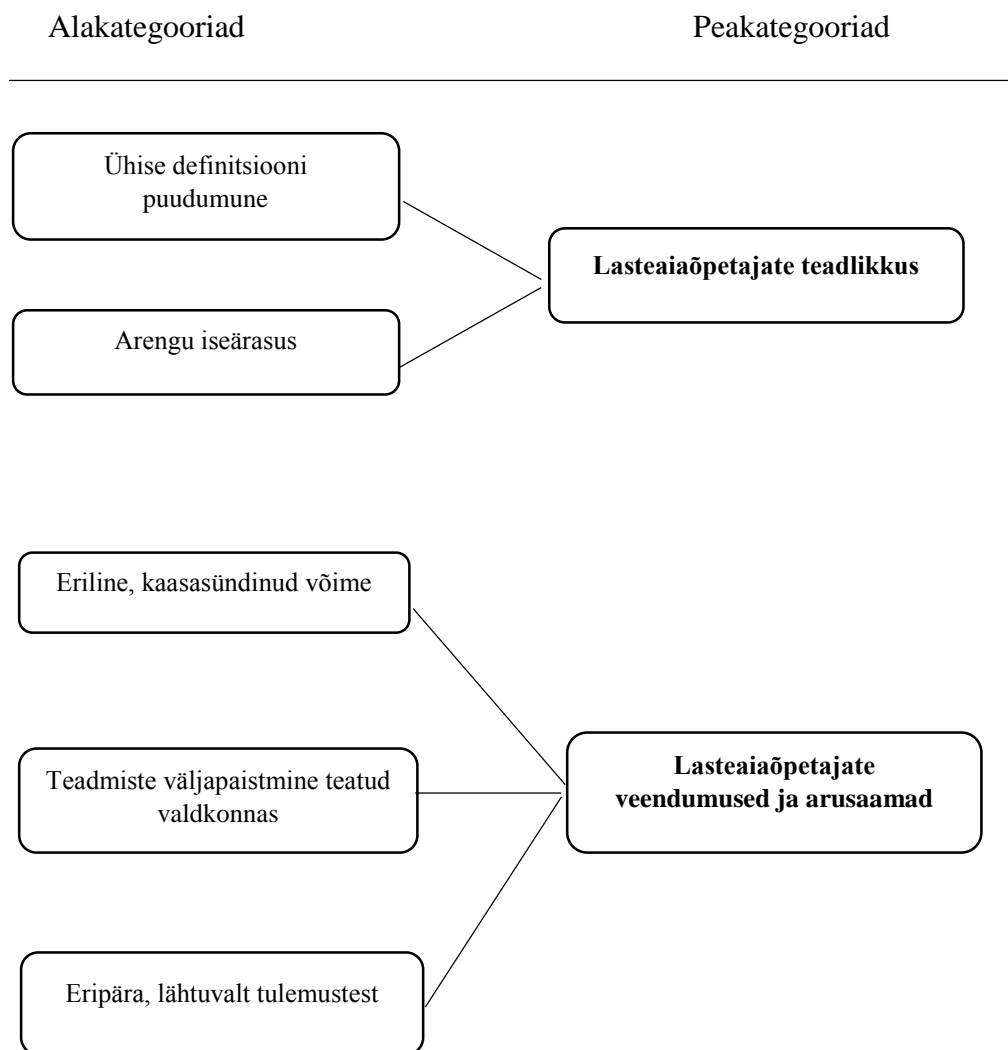 Alakategooriad
Peakategooriad
Ühise definitsiooni
puudumune
Lasteaiaõpetajate teadlikkus
Arengu iseärasus
Eriline, kaasasündinud võime
Teadmiste väljapaistmine teatud
valdkonnas
Lasteaiaõpetajate
veendumused ja arusaamad
Eripära, lähtuvalt tulemustest